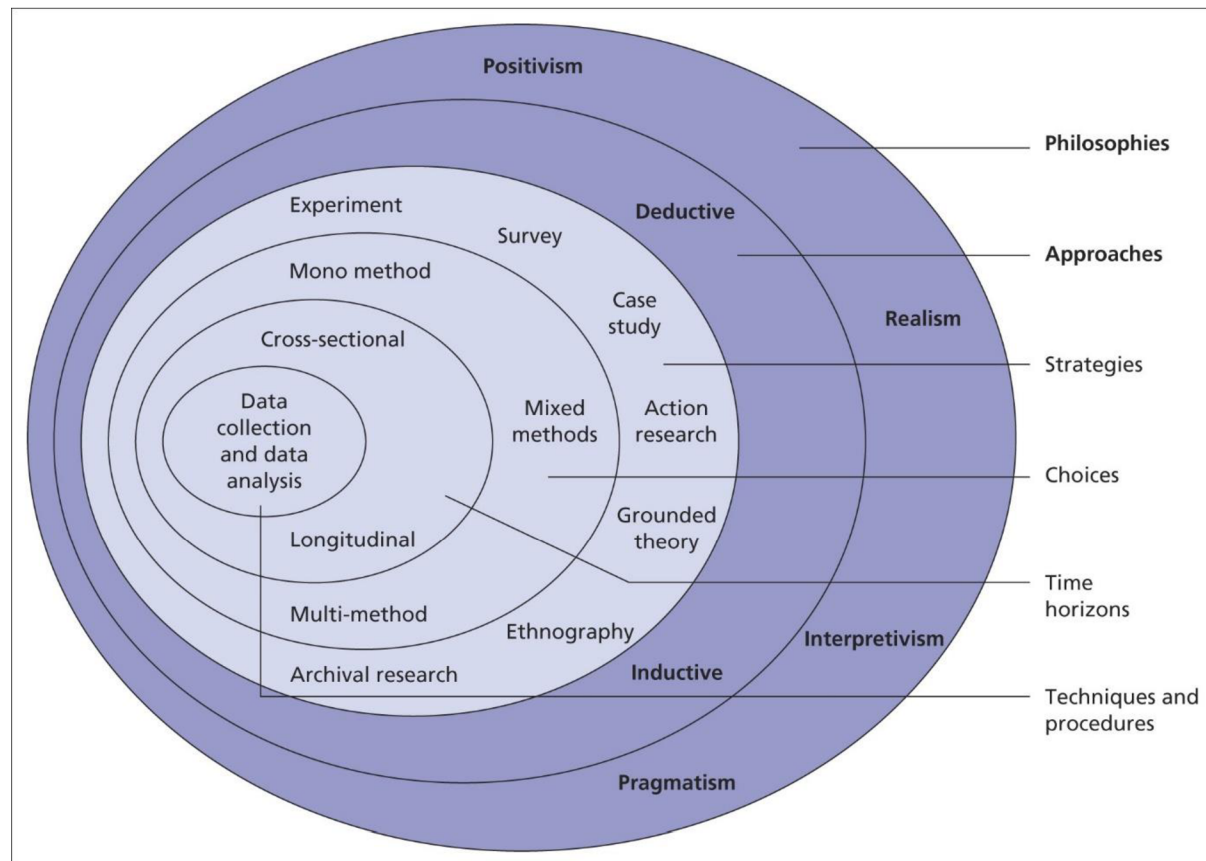 Positivism
Philosophies
Deductive
Approaches
Experiment
Survey
Mono method
Case
study
Realism
Cross-sectional
Strategies
Data
collection
and data
analysis
Mixed
methods
Action
research
Choices
Grounded
theory
Longitudinal
Time
horizons
Multi-method
Ethnography
Interpretivism
Archival research
Inductive
Techniques and
procedures
Pragmatism